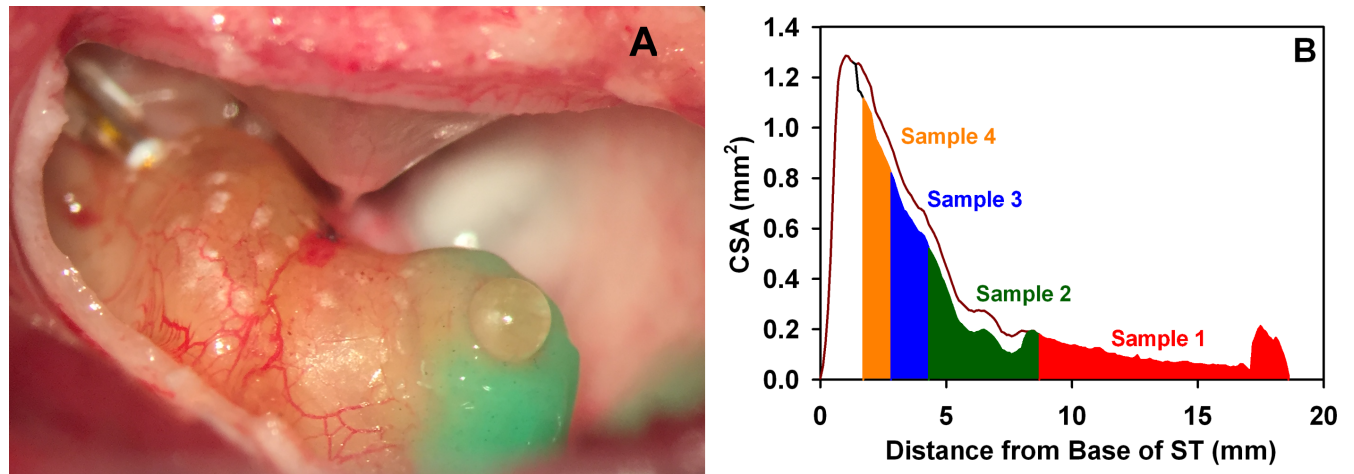 A
B
1.4
1.2
1.0
0.8
0.6
0.4
0.2
0.0
CSA (mm²)
Sample 4
Sample 3
Sample 2
Sample 1
0 5 10 15 20
Distance from Base of ST (mm)